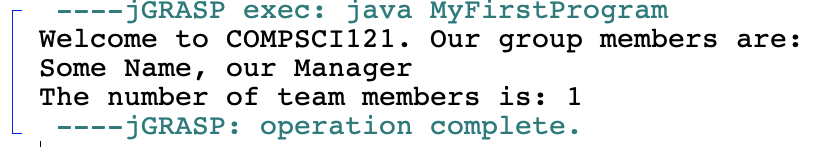 ----jGRASP exec: java MyFirstProgram
Welcome to COMPSCI121. Our group members are:
Some Name, our Manager
The number of team members is: 1
----jGRASP: operation complete.